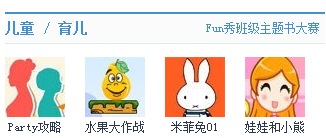 儿童 / 育儿
Fun秀班级主题书大赛
Party攻略
水果大作战
米菲兔01
娃娃和小熊